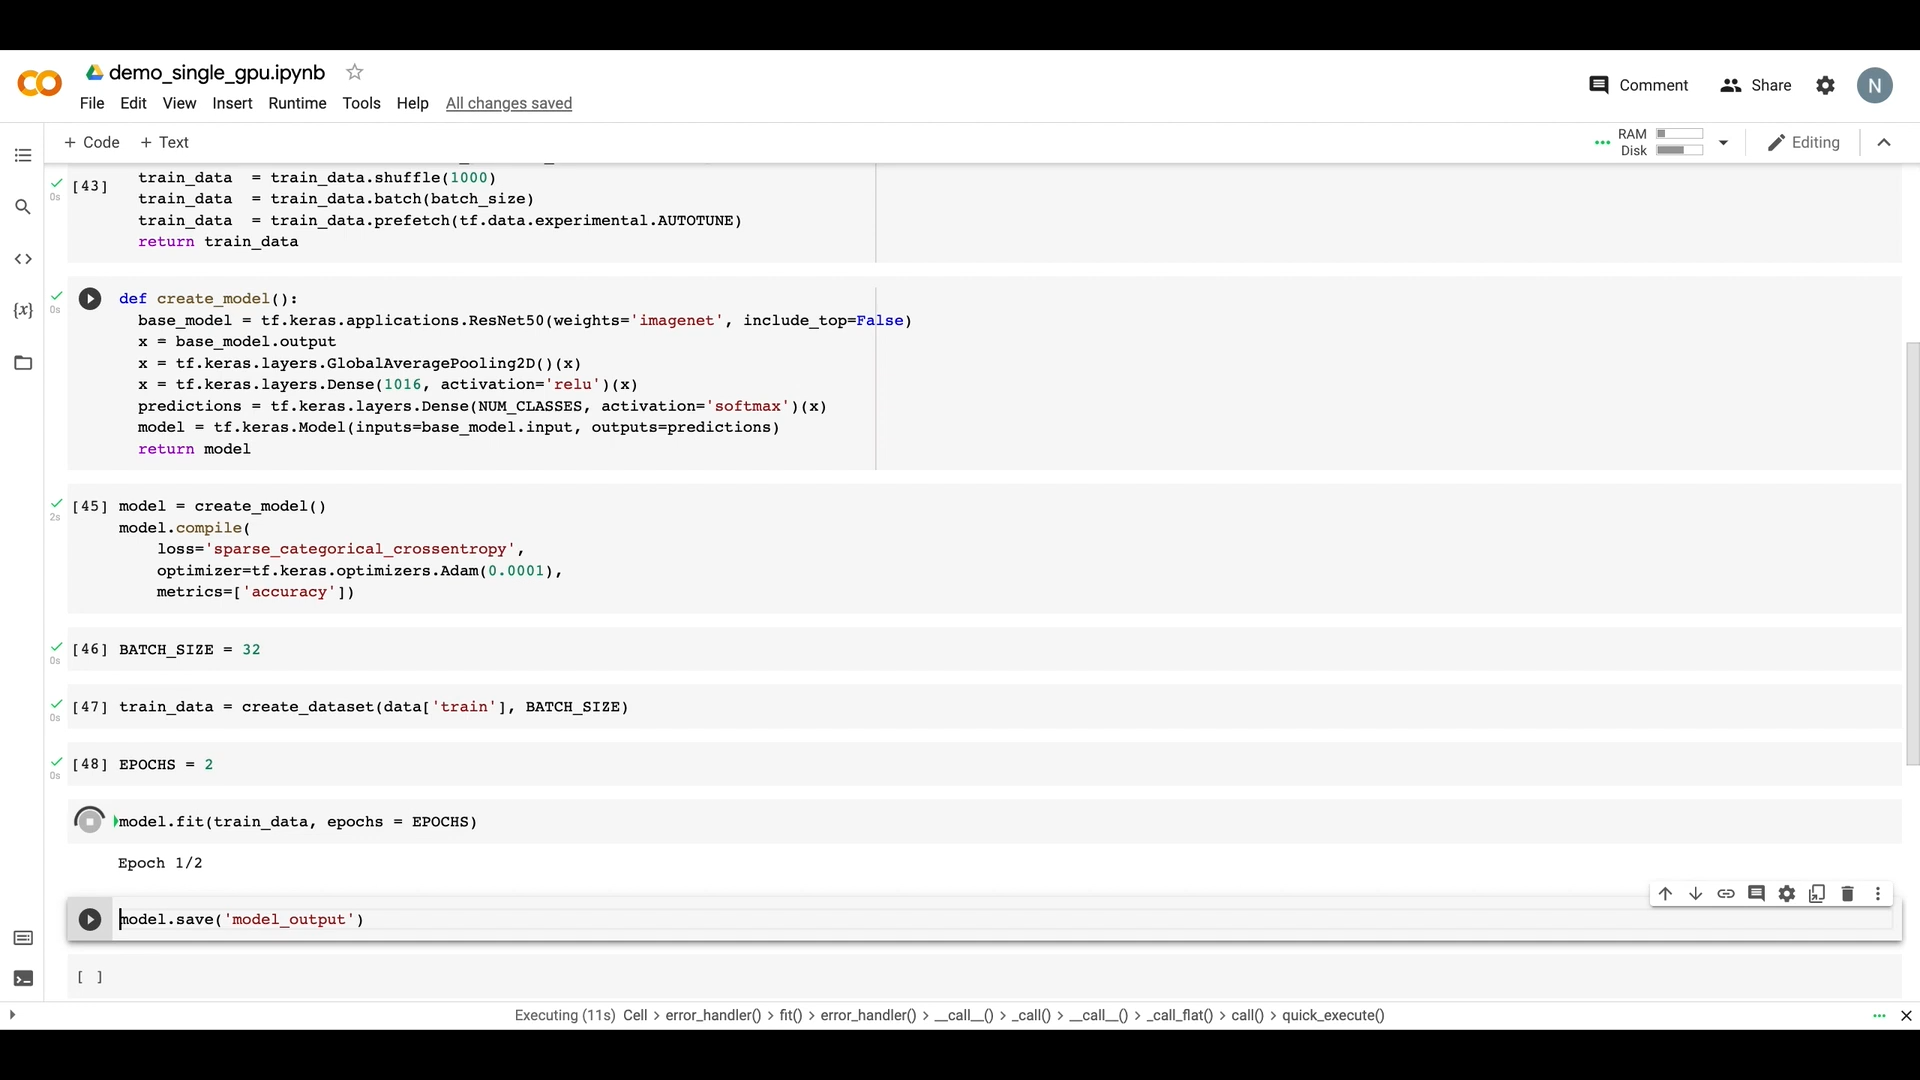 demo_single_gpu.ipynb
File Edit View Insert Runtime Tools Help All changes saved
Comment Share N
+ Code + Text
RAM
Disk
Editing
[43] train_data  = train_data.shuffle(1000)
0s
train_data  = train_data.batch(batch_size)
train_data  = train_data.prefetch(tf.data.experimental.AUTOTUNE)
return train_data
def create_model():
0s
base_model = tf.keras.applications.ResNet50(weights='imagenet', include_top=False)
x = base_model.output
x = tf.keras.layers.GlobalAveragePooling2D()(x)
x = tf.keras.layers.Dense(1016, activation='relu')(x)
predictions = tf.keras.layers.Dense(NUM_CLASSES, activation='softmax')(x)
model = tf.keras.Model(inputs=base_model.input, outputs=predictions)
return model
[45] model = create_model()
2s
model.compile(
loss='sparse_categorical_crossentropy',
optimizer=tf.keras.optimizers.Adam(0.0001),
metrics=['accuracy'])
[46] BATCH_SIZE = 32
0s
[47] train_data = create_dataset(data['train'], BATCH_SIZE)
0s
[48] EPOCHS = 2
0s
model.fit(train_data, epochs = EPOCHS)
Epoch 1/2
model.save('model_output')
[ ]
Executing (11s) Cell > error_handler() > fit() > error_handler() > __call__() > _call() > __call__() > _call_flat() > call() > quick_execute()